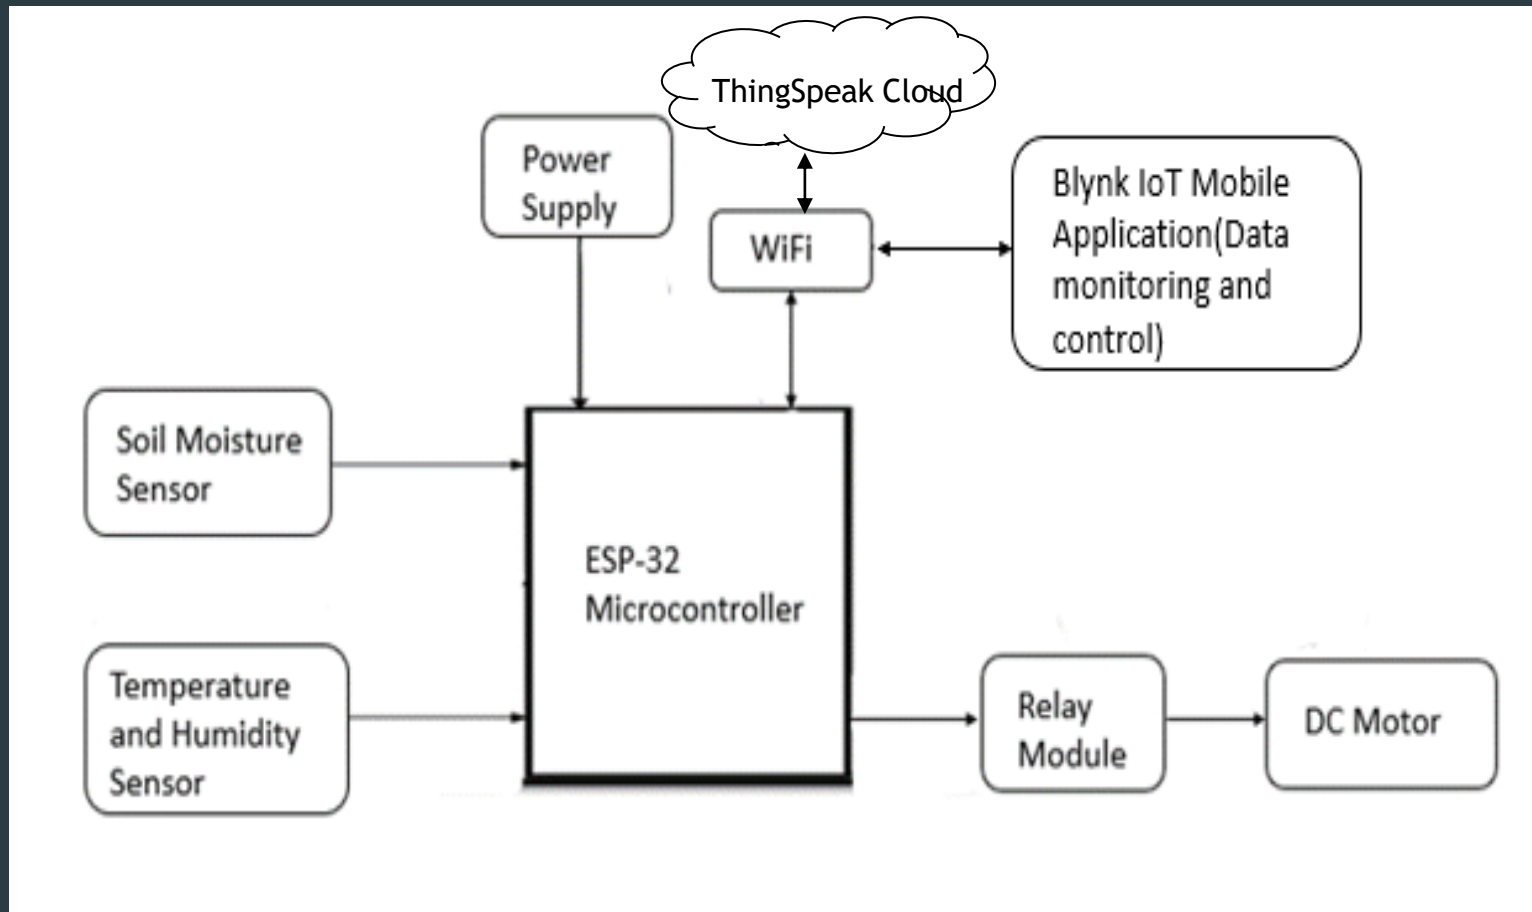 ThingSpeak Cloud
Power
Supply
WiFi
Blynk IoT Mobile
Application(Data
monitoring and
control)
Soil Moisture
Sensor
ESP-32
Microcontroller
Temperature
and Humidity
Sensor
Relay
Module
DC Motor